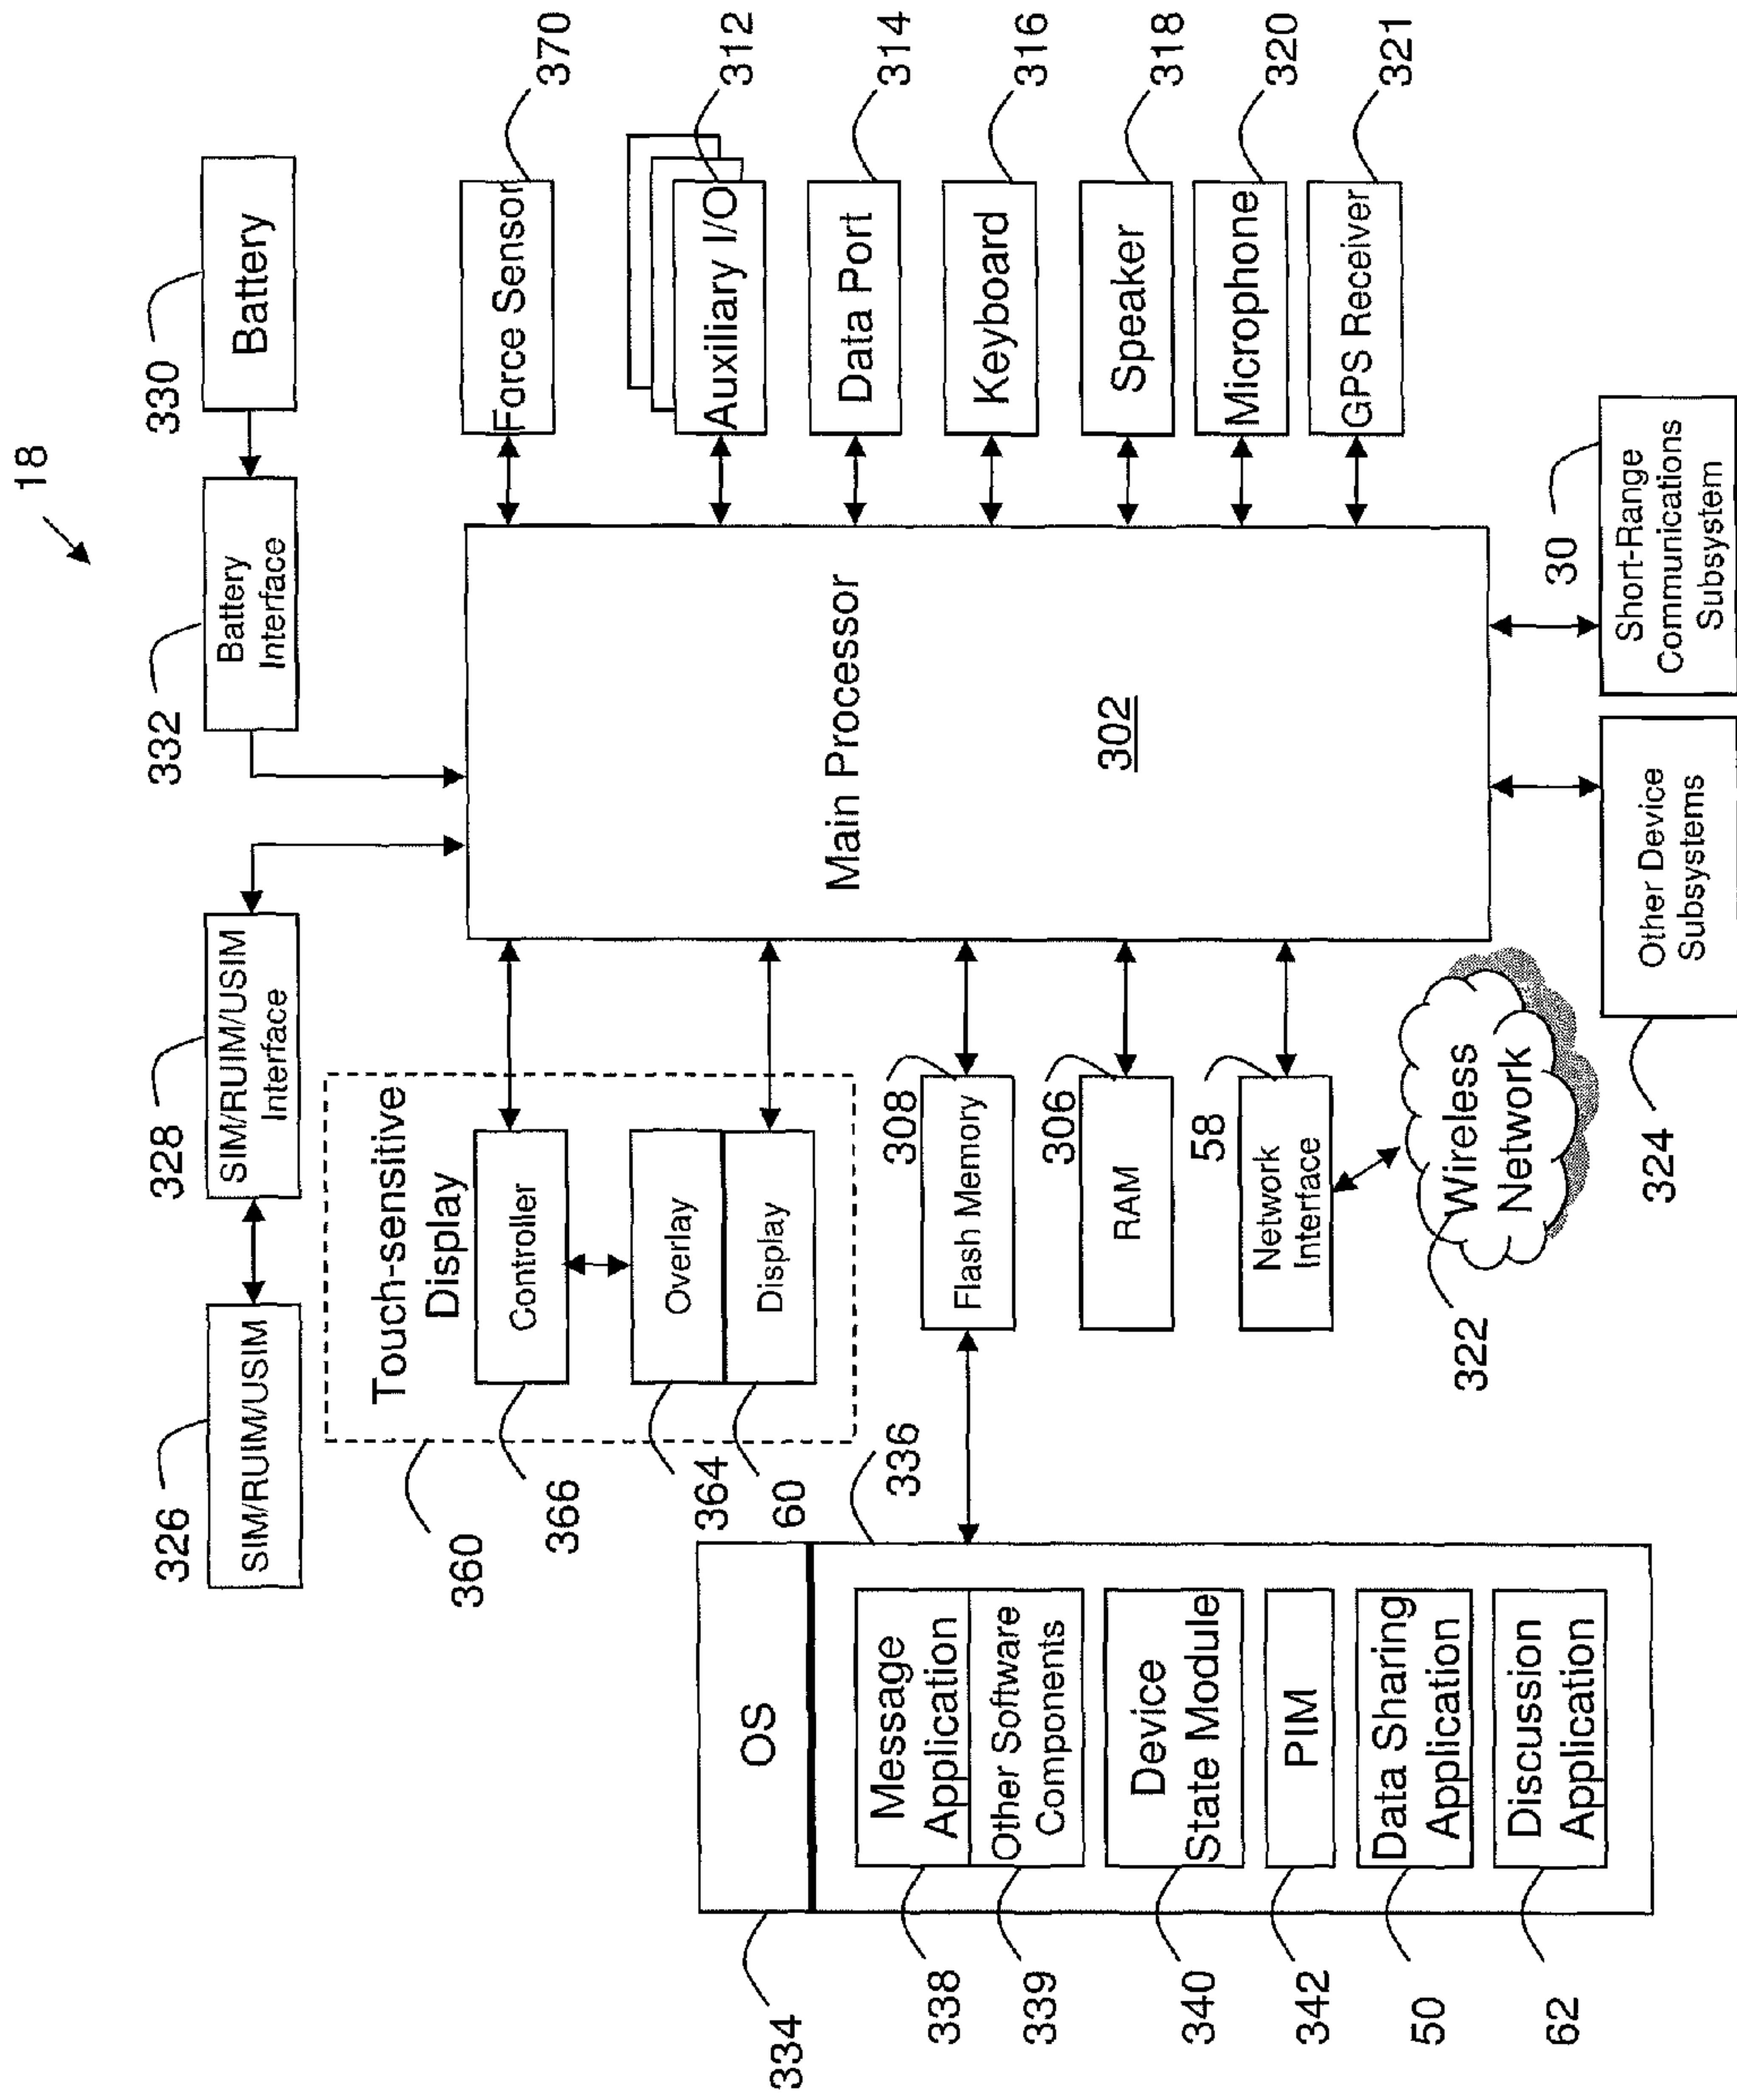 18
326
SIM/RUIM/USIM
328
SIM/RUIM/USIM
Interface
332
Battery
Interface
330
Battery
360
Touch-sensitive
Display
366
Controller
364
Overlay
60
Display
Main Processor
302
Force Sensor
370
Auxiliary I/O
312
Data Port
314
Keyboard
316
Speaker
318
Microphone
320
GPS Receiver
321
308
Flash Memory
306
RAM
58
Network
Interface
322
Wireless
Network
324
Other Device
Subsystems
30
Short-Range
Communications
Subsystem
334
OS
336
338
Message
Application
339
Other Software
Components
340
Device
State Module
342
PIM
50
Data Sharing
Application
62
Discussion
Application